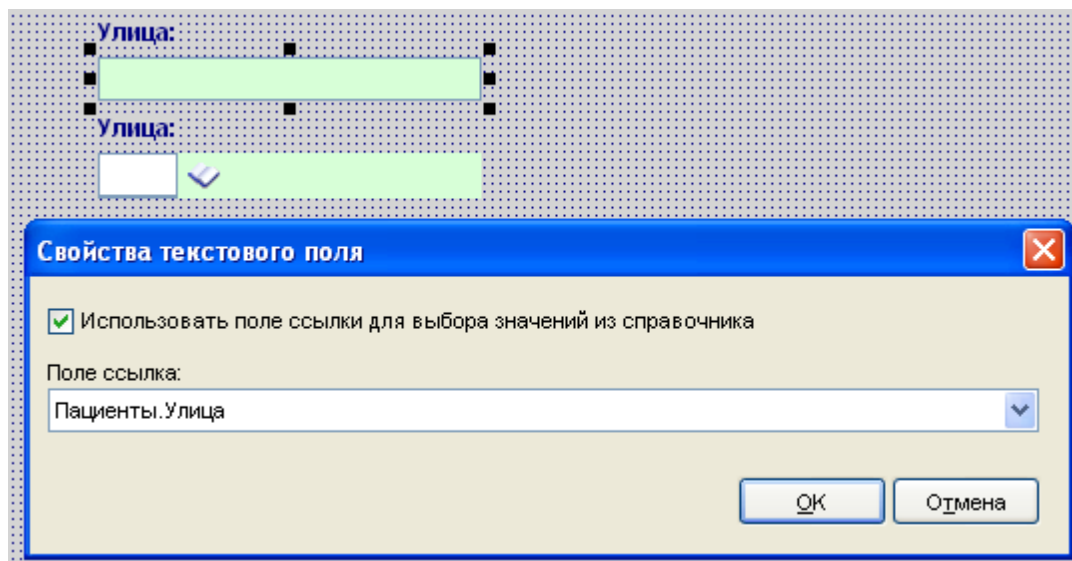 Улица:
Улица:
Свойства текстового поля
Использовать поле ссылки для выбора значений из справочника
Поле ссылка:
Пациенты.Улица
OK
Отмена